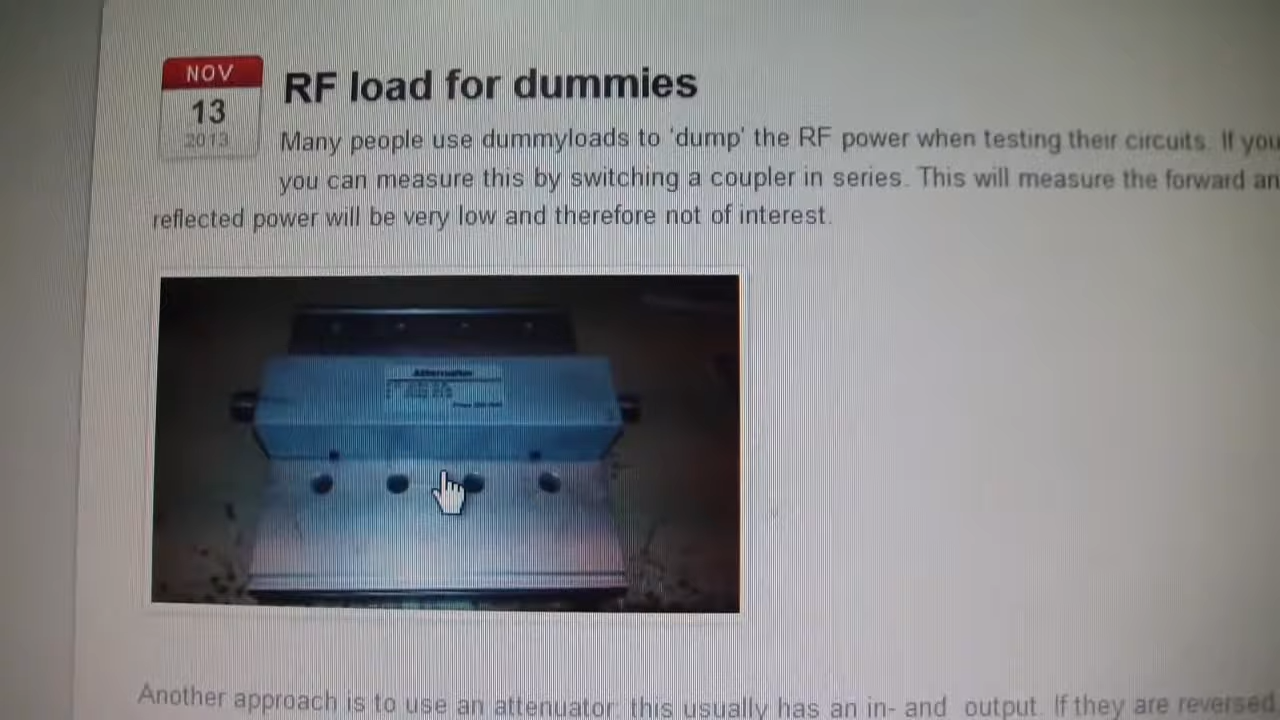 NOV
13
2013
RF load for dummies
Many people use dummyloads to 'dump' the RF power when testing their circuits. If you
you can measure this by switching a coupler in series. This will measure the forward an
reflected power will be very low and therefore not of interest.
Attenuator
Another approach is to use an attenuator, this usually has an in- and output. If they are reversed,